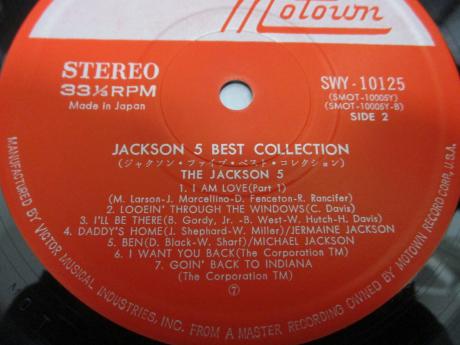 Motown
STEREO
33⅓RPM
Made in Japan
SWY-10125
(SMOT-10005Y)
(SMOT-10005Y-B)
SIDE 2
JACKSON 5 BEST COLLECTION
(ジャクソン・ファイブ・ベスト・コレクション)
THE JACKSON 5
1. I AM LOVE(Part 1)
(M. Larson-J. Marcellino-D. Fenceton-R. Rancifer)
2. LOOEIN' THROUGH THE WINDOWS(C. Davis)
3. I'LL BE THERE(B. Gordy, Jr. -B. West-W. Hutch-H. Davis)
4. DADDY'S HOME(J. Shephard-W. Miller)/JERMAINE JACKSON
5. BEN(D. Black-W. Sharf)/MICHAEL JACKSON
6. I WANT YOU BACK(The Corporation TM)
7. GOIN' BACK TO INDIANA
(The Corporation TM)
⑦
MANUFACTURED BY VICTOR MUSICAL INDUSTRIES, INC. FROM A MASTER RECORDING OWNED BY MOTOWN RECORD CORP., U.S.A.